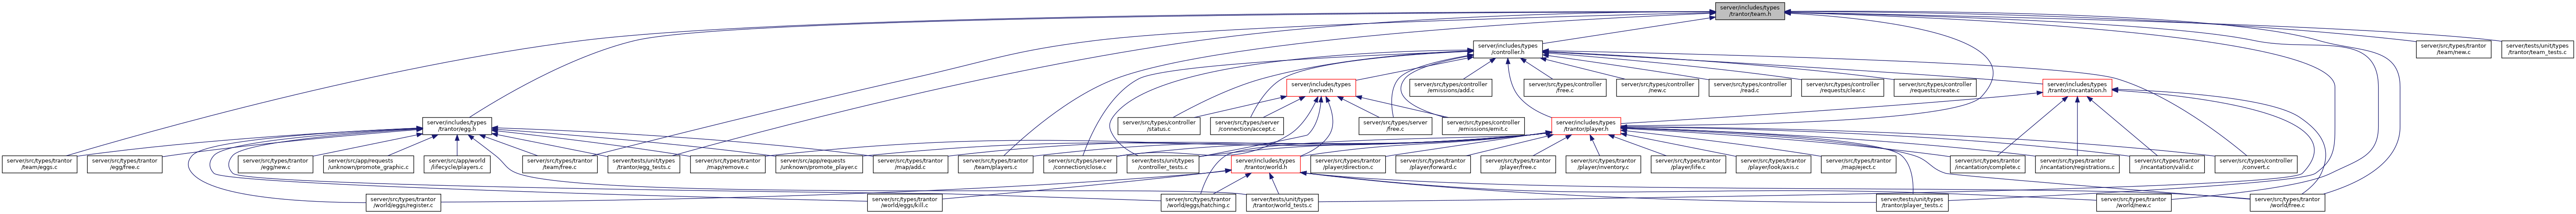 server/includes/types
/trantor/team.h
server/includes/types
/controller.h
server/src/types/trantor
/team/new.c
server/tests/unit/types
/trantor/team_tests.c
server/includes/types
/server.h
server/src/types/controller
/emissions/add.c
server/src/types/controller
/free.c
server/src/types/controller
/new.c
server/src/types/controller
/read.c
server/src/types/controller
/requests/clear.c
server/src/types/controller
/requests/create.c
server/includes/types
/trantor/incantation.h
server/includes/types
/trantor/egg.h
server/src/types/controller
/status.c
server/src/types/server
/connection/accept.c
server/src/types/server
/free.c
server/src/types/controller
/emissions/emit.c
server/includes/types
/trantor/player.h
server/src/types/trantor
/team/eggs.c
server/src/types/trantor
/egg/free.c
server/src/types/trantor
/egg/new.c
server/src/app/requests
/unknown/promote_graphic.c
server/src/app/world
/lifecycle/players.c
server/src/types/trantor
/team/free.c
server/tests/unit/types
/trantor/egg_tests.c
server/src/types/trantor
/map/remove.c
server/src/app/requests
/unknown/promote_player.c
server/src/types/trantor
/map/add.c
server/src/types/trantor
/team/players.c
server/src/types/server
/connection/close.c
server/tests/unit/types
/controller_tests.c
server/includes/types
/trantor/world.h
server/src/types/trantor
/player/direction.c
server/src/types/trantor
/player/forward.c
server/src/types/trantor
/player/free.c
server/src/types/trantor
/player/inventory.c
server/src/types/trantor
/player/life.c
server/src/types/trantor
/player/look/axis.c
server/src/types/trantor
/map/eject.c
server/src/types/trantor
/incantation/complete.c
server/src/types/trantor
/incantation/registrations.c
server/src/types/trantor
/incantation/valid.c
server/src/types/controller
/convert.c
server/src/types/trantor
/world/eggs/register.c
server/src/types/trantor
/world/eggs/kill.c
server/src/types/trantor
/world/eggs/hatching.c
server/tests/unit/types
/trantor/world_tests.c
server/tests/unit/types
/trantor/player_tests.c
server/src/types/trantor
/world/new.c
server/src/types/trantor
/world/free.c